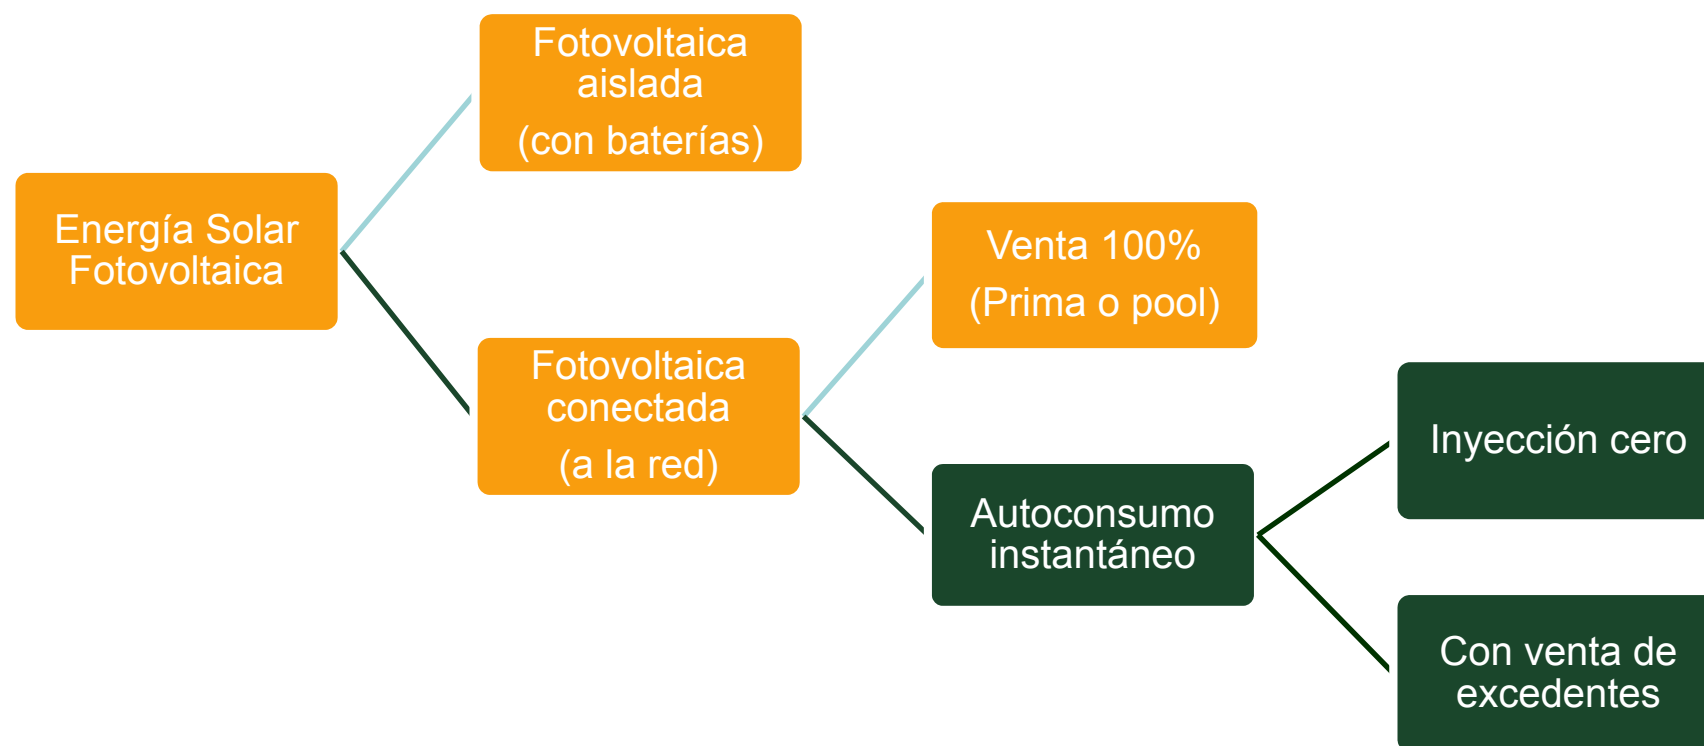 Fotovoltaica
aislada
(con baterías)
Energía Solar
Fotovoltaica
Venta 100%
(Prima o pool)
Fotovoltaica
conectada
(a la red)
Inyección cero
Autoconsumo
instantáneo
Con venta de
excedentes